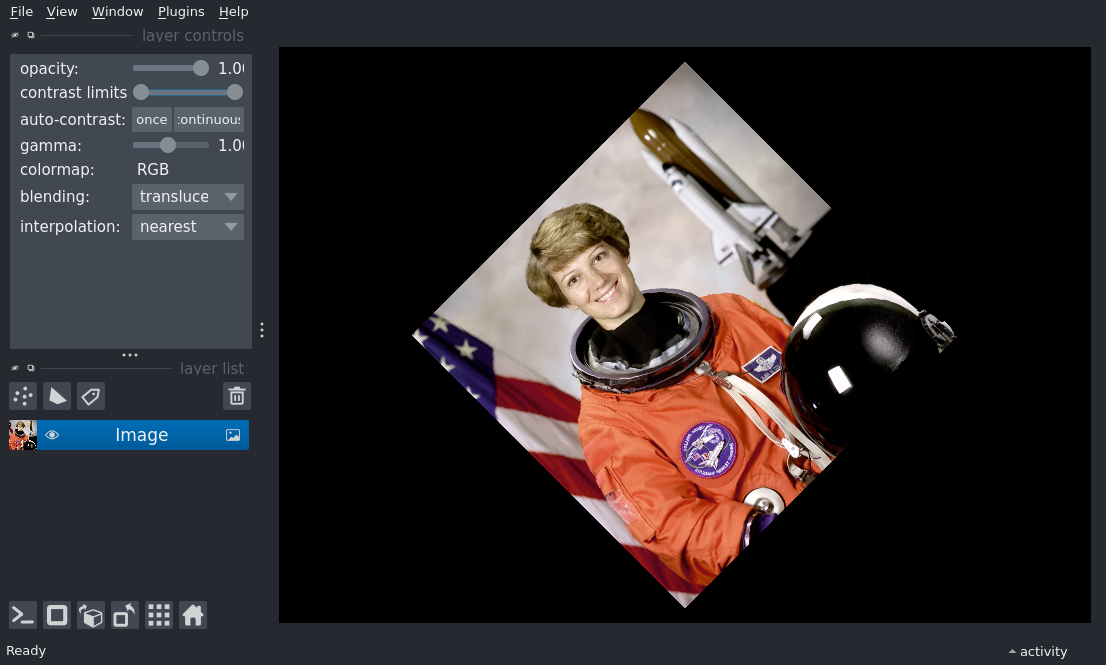 File View Window Plugins Help
layer controls
opacity: 1.0
contrast limits
auto-contrast: once continuous
gamma: 1.0
colormap: RGB
blending: transluce
interpolation: nearest
layer list
Image
Ready
activity